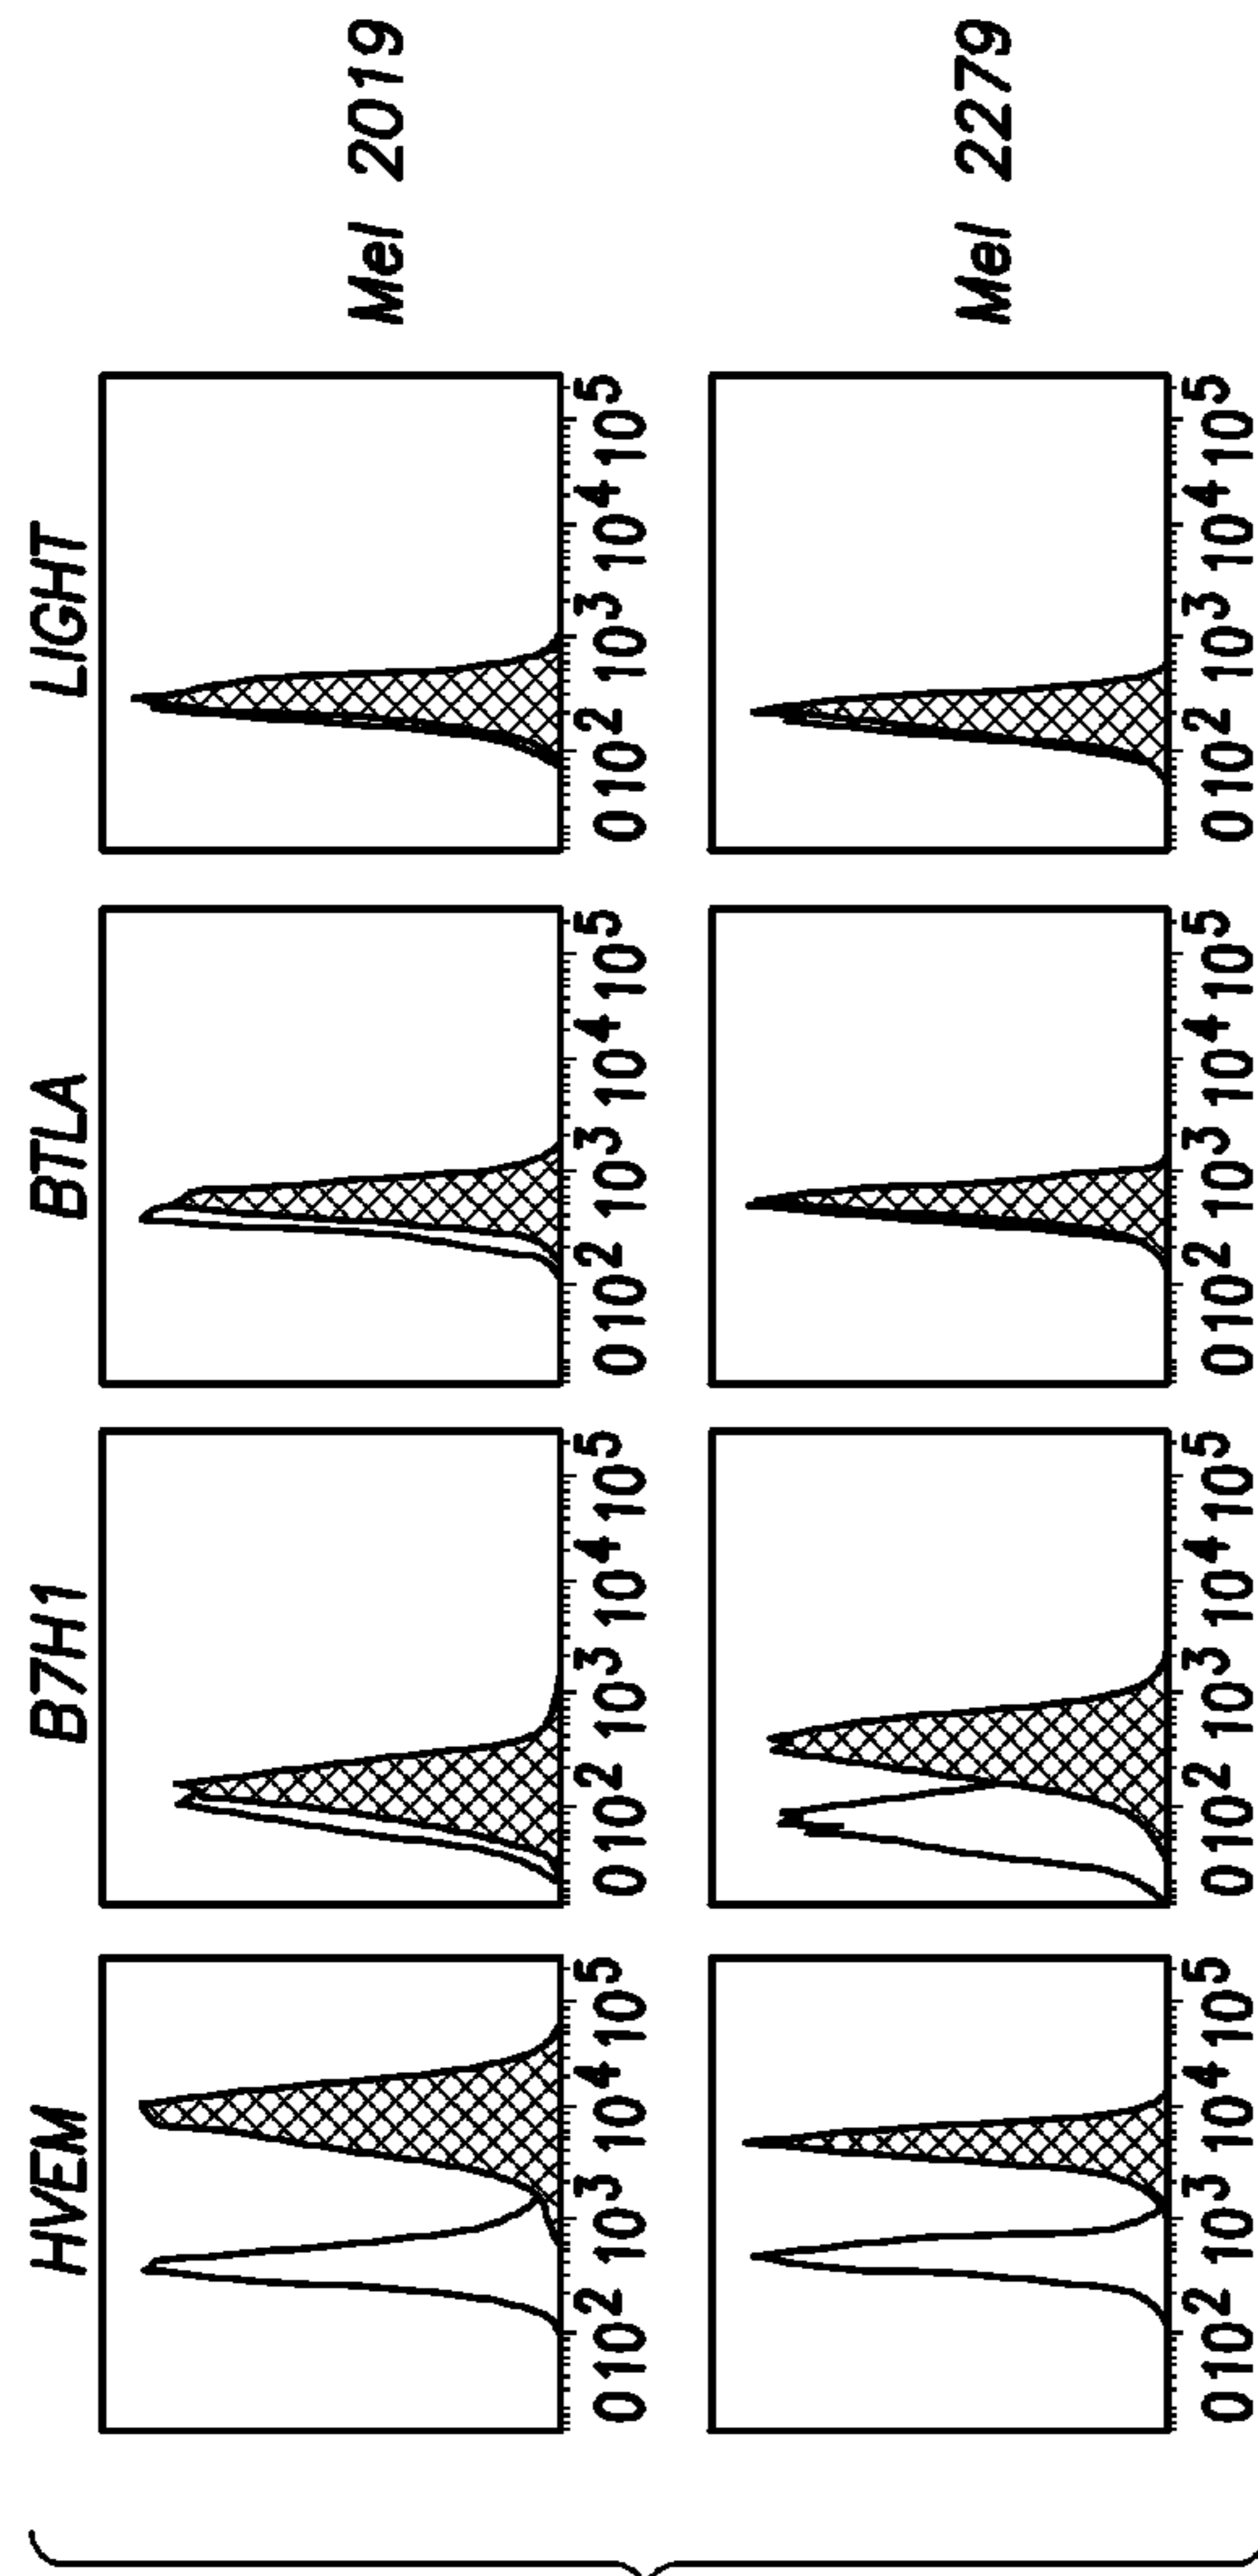 HVEM B7H1 BTLA LIGHT
Mel 2019
0 10² 10³ 10⁴ 10⁵ 0 10² 10³ 10⁴ 10⁵ 0 10² 10³ 10⁴ 10⁵ 0 10² 10³ 10⁴ 10⁵
Mel 2279
0 10² 10³ 10⁴ 10⁵ 0 10² 10³ 10⁴ 10⁵ 0 10² 10³ 10⁴ 10⁵ 0 10² 10³ 10⁴ 10⁵